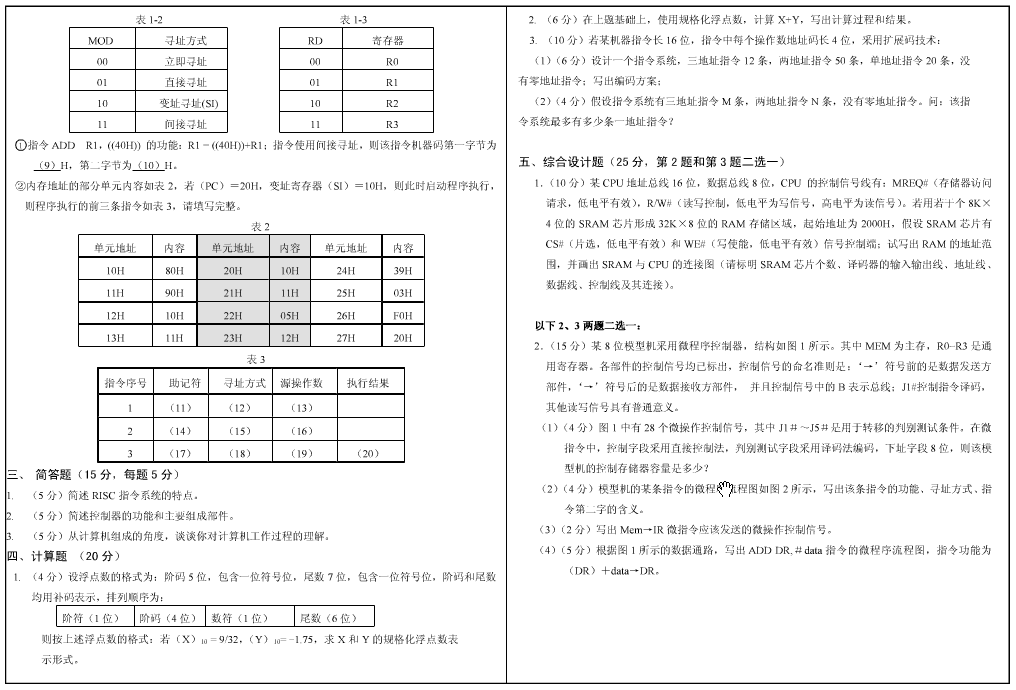 表 1-2
MOD 寻址方式
00 立即寻址
01 直接寻址
10 变址寻址(SI)
11 间接寻址
表 1-3
RD 寄存器
00 R0
01 R1
10 R2
11 R3
①指令 ADD R1，((40H)) 的功能：R1－((40H))+R1；指令使用间接寻址，则该指令机器码第一字节为
（9）H，第二字节为（10）H。
②内存地址的部分单元内容如表 2，若（PC）＝20H，变址寄存器（SI）＝10H，则此时启动程序执行，
则程序执行的前三条指令如表 3，请填写完整。
表 2
单元地址 内容 单元地址 内容 单元地址 内容
10H 80H 20H 10H 24H 39H
11H 90H 21H 11H 25H 03H
12H 10H 22H 05H 26H F0H
13H 11H 23H 12H 27H 20H
表 3
指令序号 助记符 寻址方式 源操作数 执行结果
1 （11） （12） （13）
2 （14） （15） （16）
3 （17） （18） （19） （20）
三、 简答题（15 分，每题 5 分）
1. （5 分）简述 RISC 指令系统的特点。
2. （5 分）简述控制器的功能和主要组成部件。
3. （5 分）从计算机组成的角度，谈谈你对计算机工作过程的理解。
四、计算题 （20 分）
1. （4 分）设浮点数的格式为：阶码 5 位，包含一位符号位，尾数 7 位，包含一位符号位，阶码和尾数
均用补码表示，排列顺序为：
阶符（1 位） 阶码（4 位） 数符（1 位） 尾数（6 位）
则按上述浮点数的格式：若（X）10 = 9/32，（Y）10= −1.75，求 X 和 Y 的规格化浮点数表
示形式。
2. （6 分）在上题基础上，使用规格化浮点数，计算 X+Y，写出计算过程和结果。
3. （10 分）若某机器指令长 16 位，指令中每个操作数地址码长 4 位，采用扩展码技术：
（1）（6 分）设计一个指令系统，三地址指令 12 条，两地址指令 50 条，单地址指令 20 条，没
有零地址指令；写出编码方案；
（2）（4 分）假设指令系统有三地址指令 M 条，两地址指令 N 条，没有零地址指令。问：该指
令系统最多有多少条一地址指令？
五、综合设计题（25 分，第 2 题和第 3 题二选一）
1.（10 分）某 CPU 地址总线 16 位，数据总线 8 位，CPU 的控制信号线有：MREQ#（存储器访问
请求，低电平有效），R/W#（读写控制，低电平为写信号，高电平为读信号）。若用若干个 8K×
4 位的 SRAM 芯片形成 32K×8 位的 RAM 存储区域，起始地址为 2000H，假设 SRAM 芯片有
CS#（片选，低电平有效）和 WE#（写使能，低电平有效）信号控制端；试写出 RAM 的地址范
围，并画出 SRAM 与 CPU 的连接图（请标明 SRAM 芯片个数、译码器的输入输出线、地址线、
数据线、控制线及其连接）。
以下 2、3 两题二选一：
2.（15 分）某 8 位模型机采用微程序控制器，结构如图 1 所示。其中 MEM 为主存，R0–R3 是通
用寄存器。各部件的控制信号均已标出，控制信号的命名准则是：‘→’符号前的是数据发送方
部件，‘→’符号后的是数据接收方部件， 并且控制信号中的 B 表示总线；J1#控制指令译码，
其他读写信号具有普通意义。
（1）（4 分）图 1 中有 28 个微操作控制信号，其中 J1＃～J5＃是用于转移的判别测试条件，在微
指令中，控制字段采用直接控制法，判别测试字段采用译码法编码，下址字段 8 位，则该模
型机的控制存储器容量是多少？
（2）（4 分）模型机的某条指令的微程 流程图如图 2 所示，写出该条指令的功能、寻址方式、指
令第二字的含义。
（3）（2 分）写出 Mem→IR 微指令应该发送的微操作控制信号。
（4）（5 分）根据图 1 所示的数据通路，写出 ADD DR,＃data 指令的微程序流程图，指令功能为
（DR）＋data→DR。